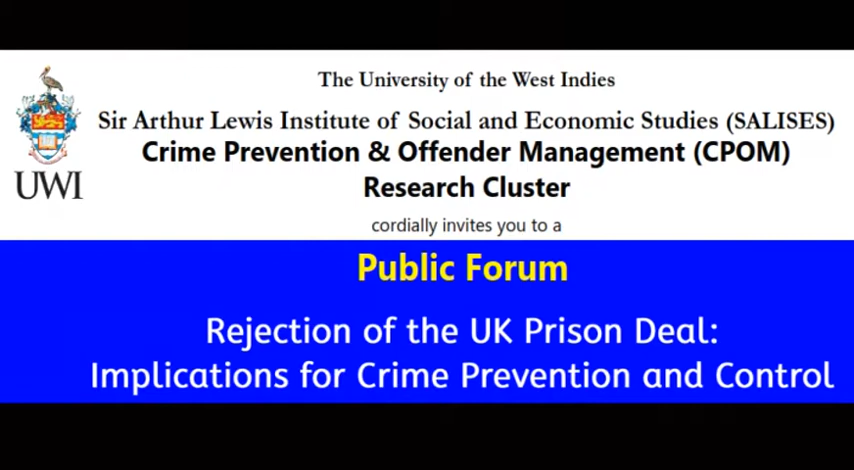 The University of the West Indies
Sir Arthur Lewis Institute of Social and Economic Studies (SALISES)
Crime Prevention & Offender Management (CPOM)
Research Cluster
UWI
cordially invites you to a
Public Forum
Rejection of the UK Prison Deal:
Implications for Crime Prevention and Control